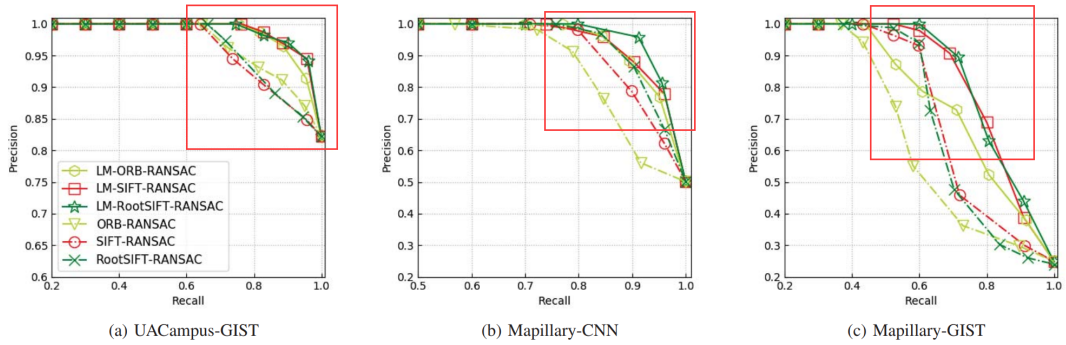 1.0
0.95
0.9
0.85
0.8
0.75
0.7
0.65
0.6
Precision
0.2 0.4 0.6 0.8 1.0
Recall
LM-ORB-RANSAC
LM-SIFT-RANSAC
LM-RootSIFT-RANSAC
ORB-RANSAC
SIFT-RANSAC
RootSIFT-RANSAC
(a) UACampus-GIST
1.0
0.9
0.8
0.7
0.6
0.5
0.4
0.3
0.2
Precision
0.5 0.6 0.7 0.8 0.9 1.0
Recall
(b) Mapillary-CNN
1.0
0.9
0.8
0.7
0.6
0.5
0.4
0.3
0.2
Precision
0.2 0.4 0.6 0.8 1.0
Recall
(c) Mapillary-GIST